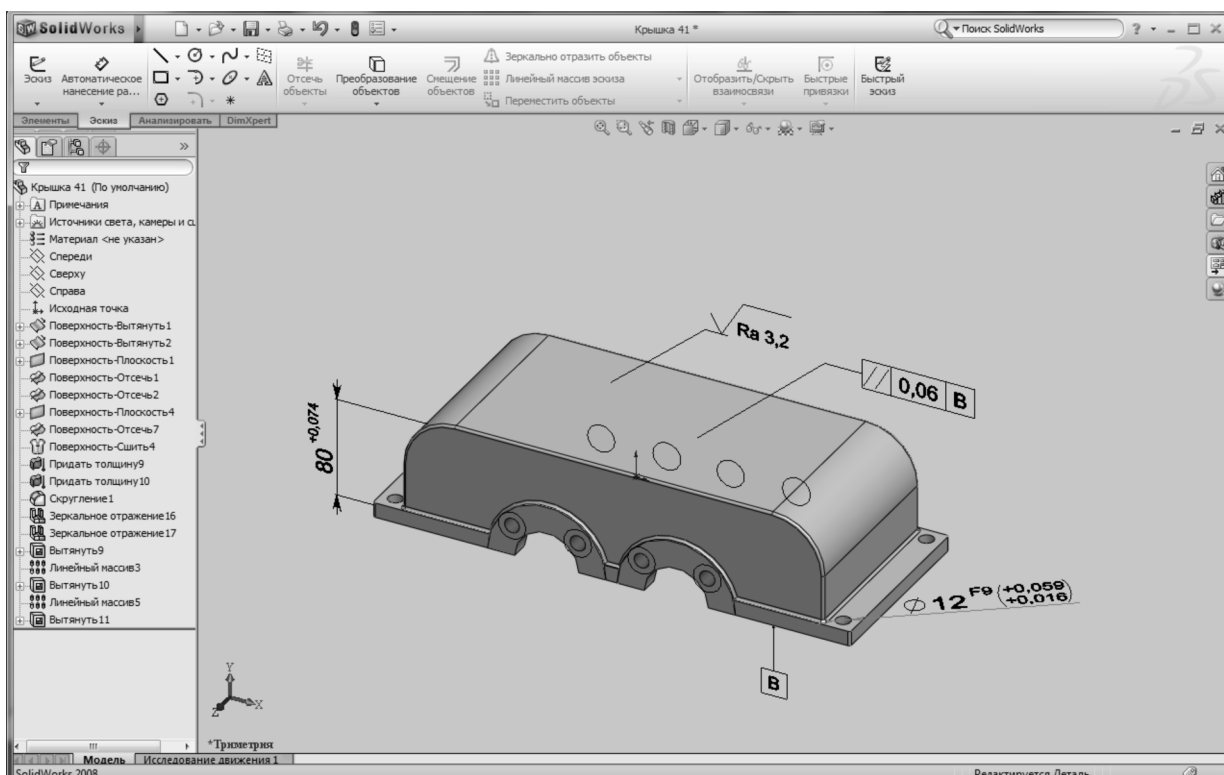 SolidWorks
Крышка 41 *
Поиск SolidWorks
Эскиз
Автоматическое нанесение ра...
Отсечь объекты
Преобразование объектов
Смещение объектов
Зеркально отразить объекты
Линейный массив эскиза
Переместить объекты
Отобразить/Скрыть взаимосвязи
Быстрые привязки
Быстрый эскиз
Элементы
Эскиз
Анализировать
DimXpert
Крышка 41 (По умолчанию)
Примечания
Источники света, камеры и сц
Материал <не указан>
Спереди
Сверху
Справа
Исходная точка
Поверхность-Вытянуть1
Поверхность-Вытянуть2
Поверхность-Плоскость1
Поверхность-Отсечь1
Поверхность-Отсечь2
Поверхность-Плоскость4
Поверхность-Отсечь7
Поверхность-Сшить4
Придать толщину9
Придать толщину10
Скругление1
Зеркальное отражение16
Зеркальное отражение17
Вытянуть9
Линейный массив3
Вытянуть10
Линейный массив5
Вытянуть11
Ra 3,2
// 0,06 B
80 +0,074
⌀ 12 F9 (+0,059 +0,016)
B
Y
X
Z
*Триметрия
Модель
Исследование движения 1
SolidWorks 2008
Редактируется Деталь